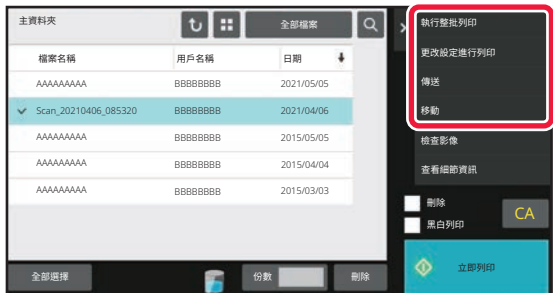 主資料夾
全部檔案
檔案名稱 用戶名稱 日期
AAAAAAAAA BBBBBBBB 2021/05/05
Scan_20210406_085320 BBBBBBBB 2021/04/06
AAAAAAAAA BBBBBBBB 2015/05/05
AAAAAAAAA BBBBBBBB 2015/04/04
AAAAAAAAA BBBBBBBB 2015/03/03
全部選擇
份數
刪除
執行整批列印
更改設定進行列印
傳送
移動
檢查影像
查看細節資訊
刪除
黑白列印
CA
立即列印